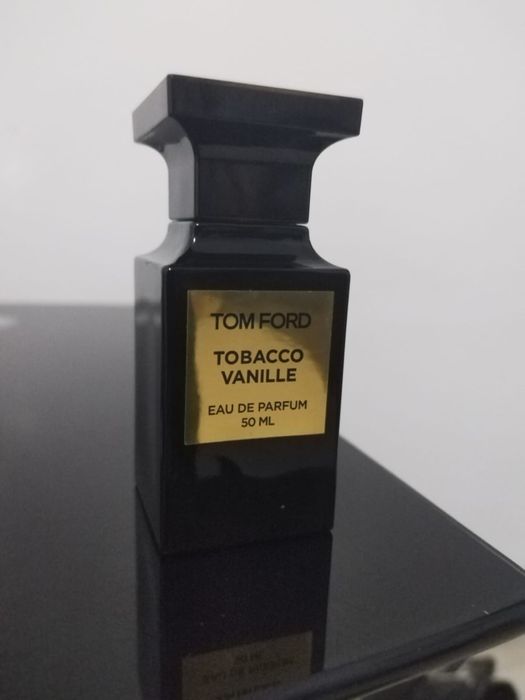 TOM FORD
TOBACCO
VANILLE
EAU DE PARFUM
50 ML